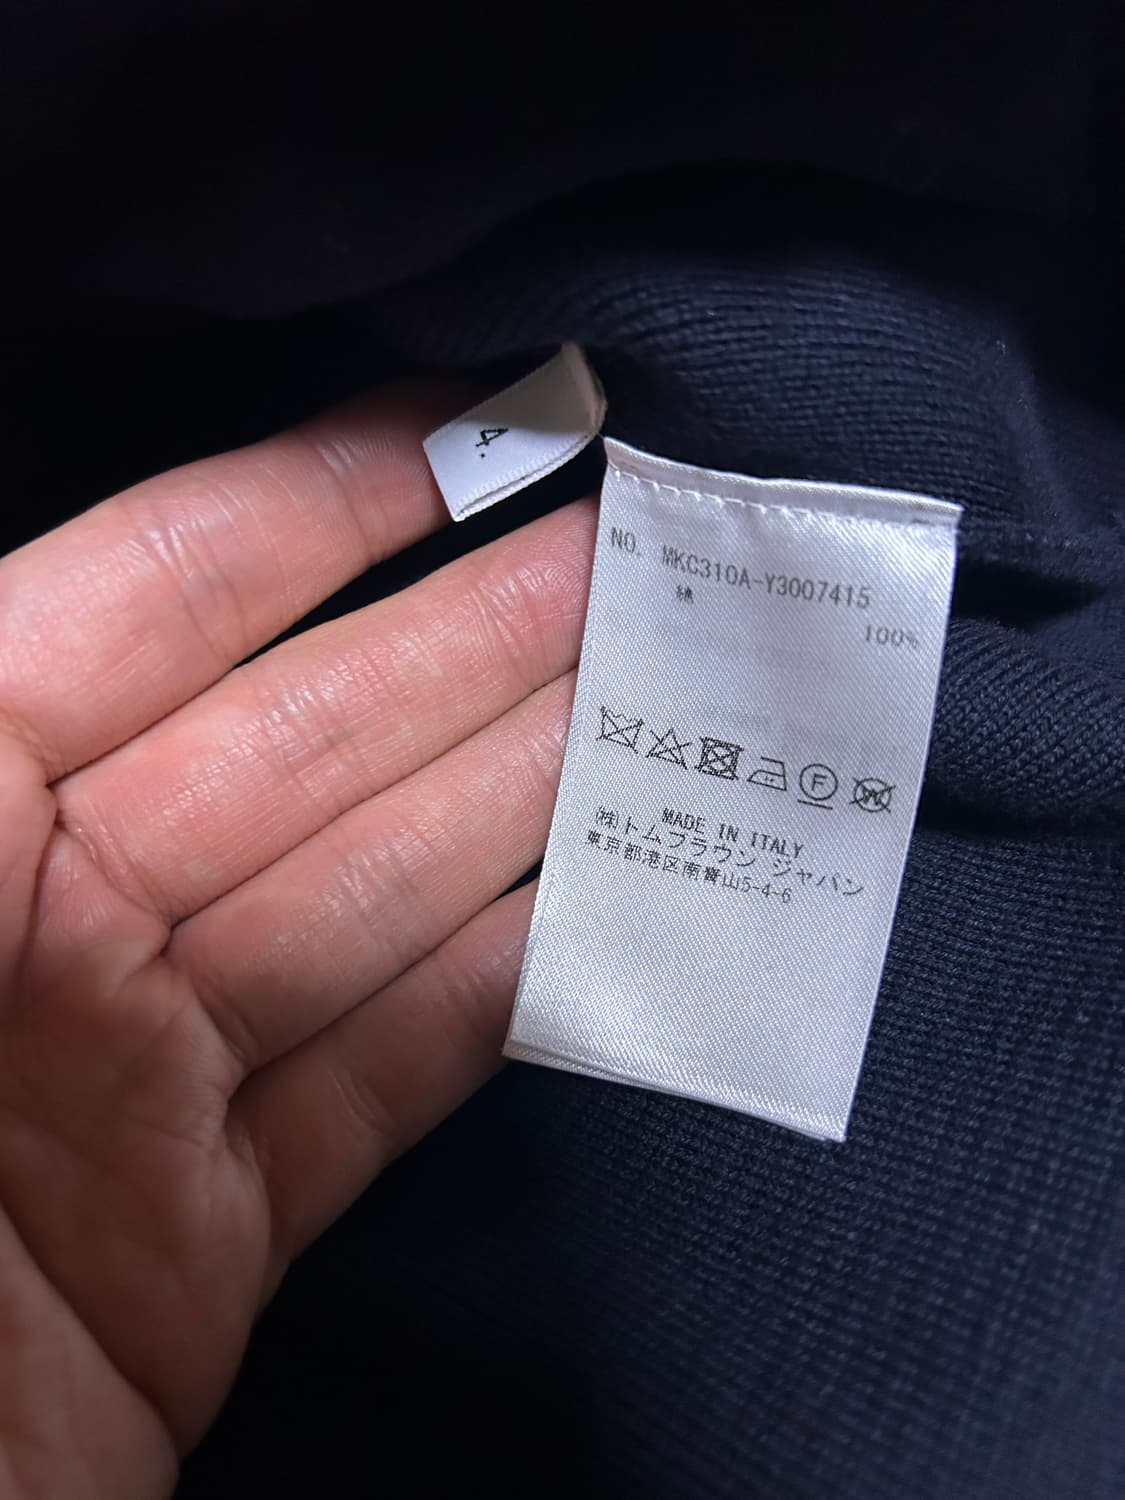 4.
NO. MKC310A-Y3007415
綿
100%
F
W
MADE IN ITALY
(株)トムブラウン ジャパン
東京都港区南青山5-4-6